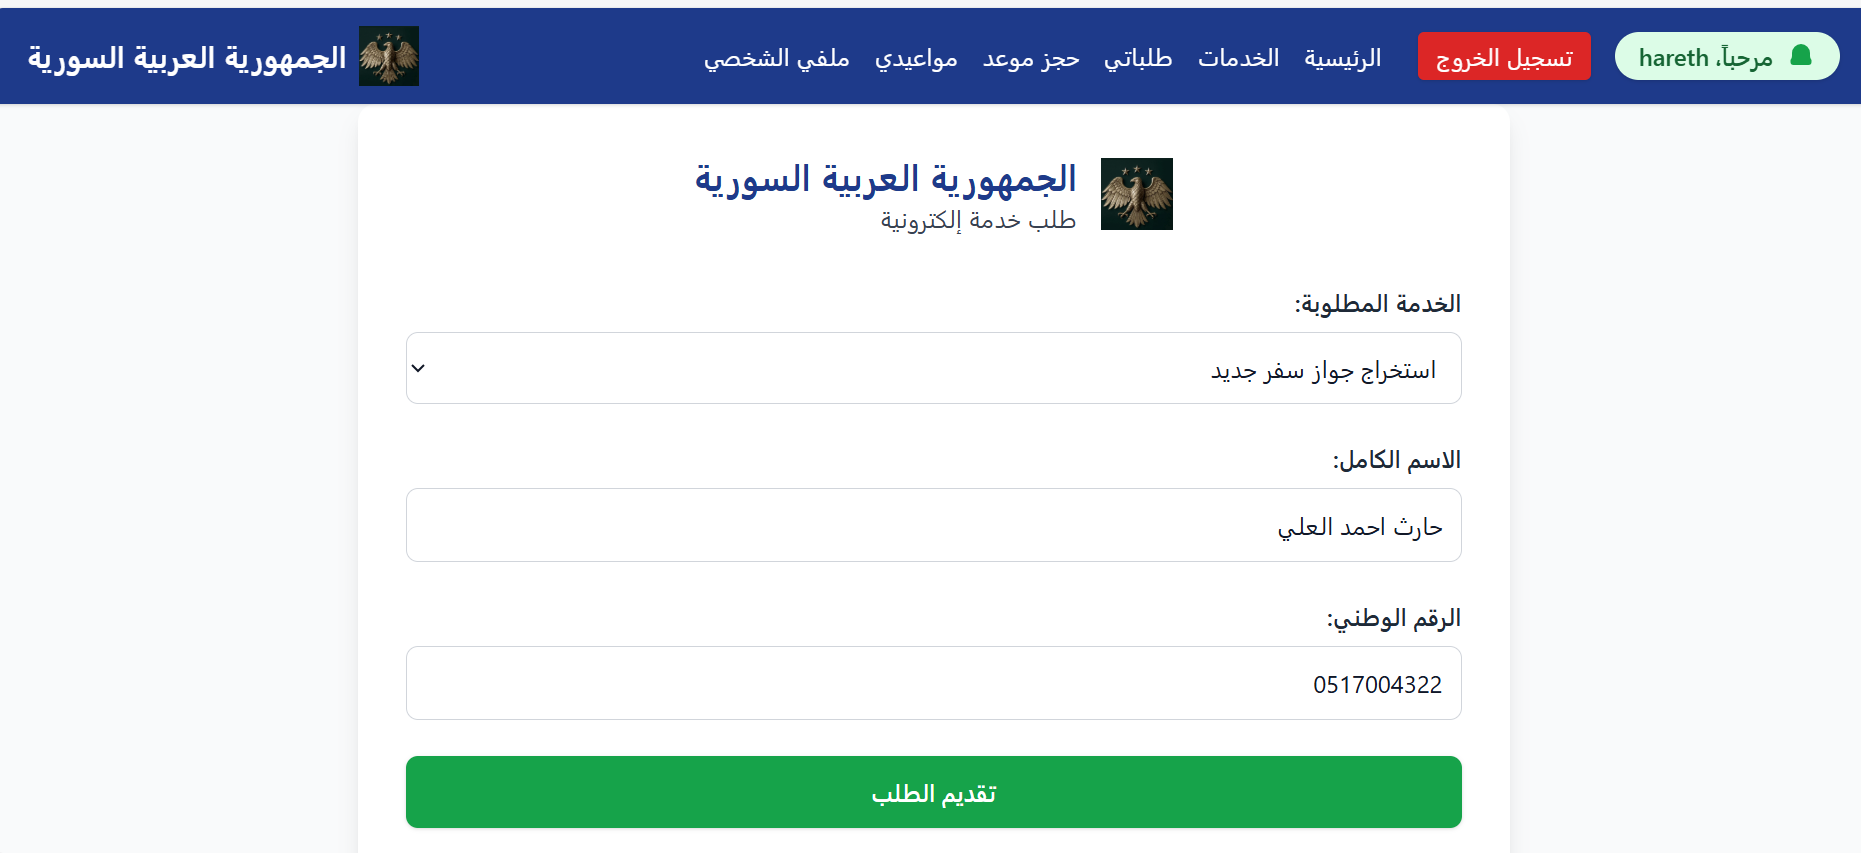 الجمهورية العربية السورية
الرئيسية الخدمات طلباتي حجز موعد مواعيدي ملفي الشخصي
تسجيل الخروج
مرحباً، hareth
الجمهورية العربية السورية
طلب خدمة إلكترونية
الخدمة المطلوبة:
استخراج جواز سفر جديد
الاسم الكامل:
حارث احمد العلي
الرقم الوطني:
0517004322
تقديم الطلب